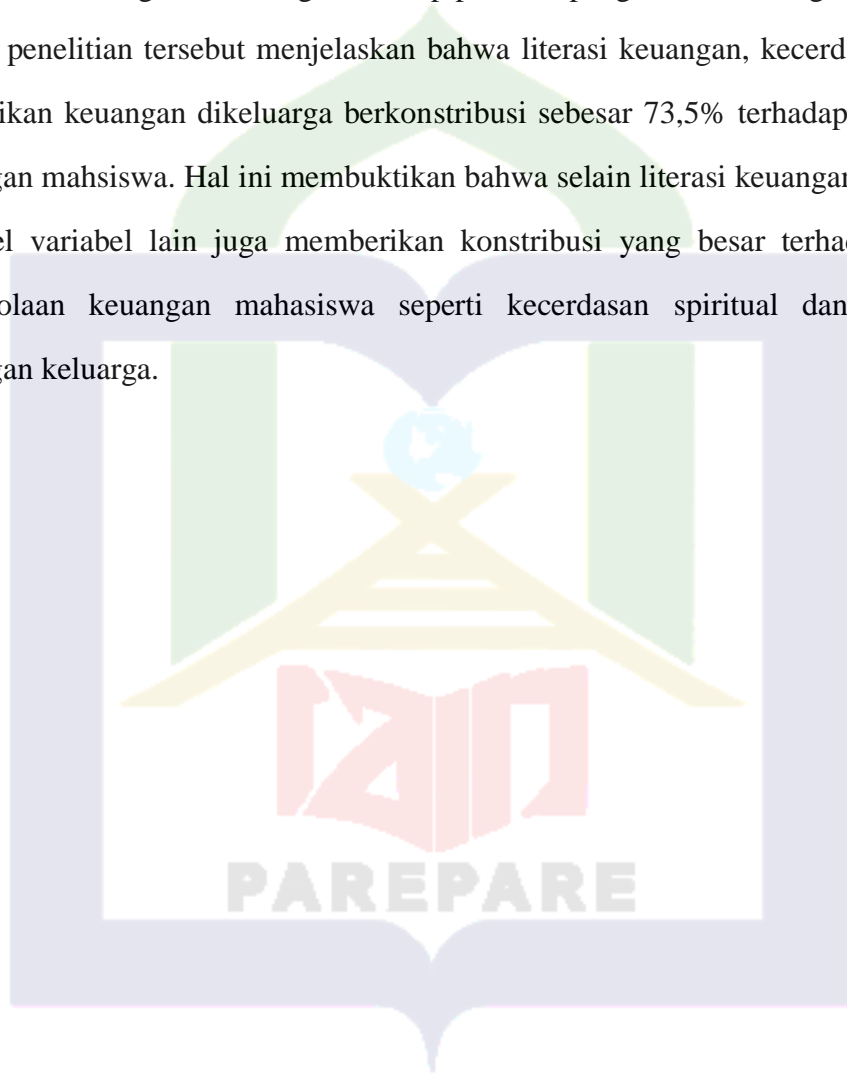 penelitian tersebut menjelaskan bahwa literasi keuangan, kecerd
ikan keuangan dikeluarga berkonstribusi sebesar 73,5% terhadap
gan mahsiswa. Hal ini membuktikan bahwa selain literasi keuangan
el variabel lain juga memberikan konstribusi yang besar terhad
olaan keuangan mahasiswa seperti kecerdasan spiritual dan
gan keluarga.
iain
PAREPARE